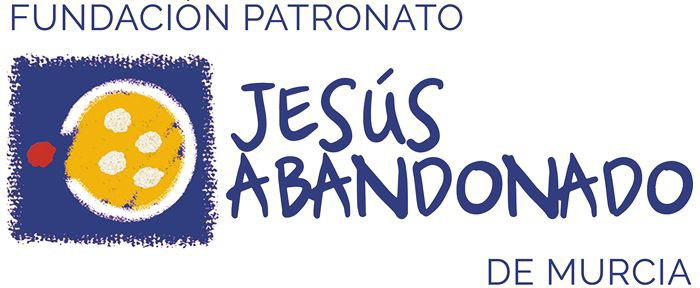 FUNDACIÓN PATRONATO
JESÚS
ABANDONADO
DE MURCIA